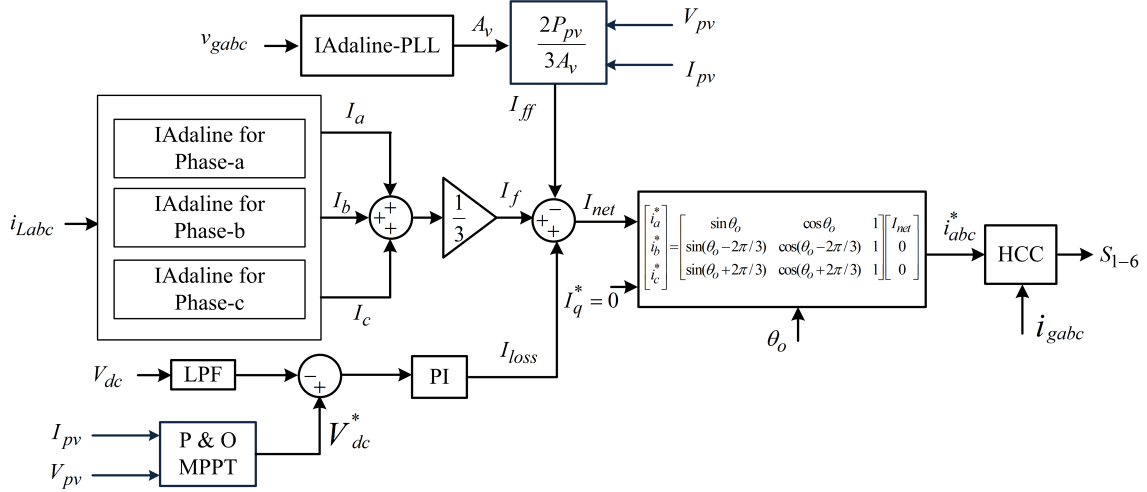 v_gabc
IAdaline-PLL
A_v
2P_pv
3A_v
V_pv
I_pv
I_ff
i_Labc
IAdaline for
Phase-a
IAdaline for
Phase-b
IAdaline for
Phase-c
I_a
I_b
I_c
+
+ +
+
1
3
I_f
−
+
+
I_net
I_q^* = 0
[i_a^*] = [sinθ_o cosθ_o 1] [I_net]
[i_b^*] [sin(θ_o−2π/3) cos(θ_o−2π/3) 1] [0]
[i_c^*] [sin(θ_o+2π/3) cos(θ_o+2π/3) 1] [0]
θ_o
i_abc^*
HCC
S_1–6
i_gabc
V_dc
LPF
−
+
PI
I_loss
V_dc^*
I_pv
V_pv
P & O
MPPT